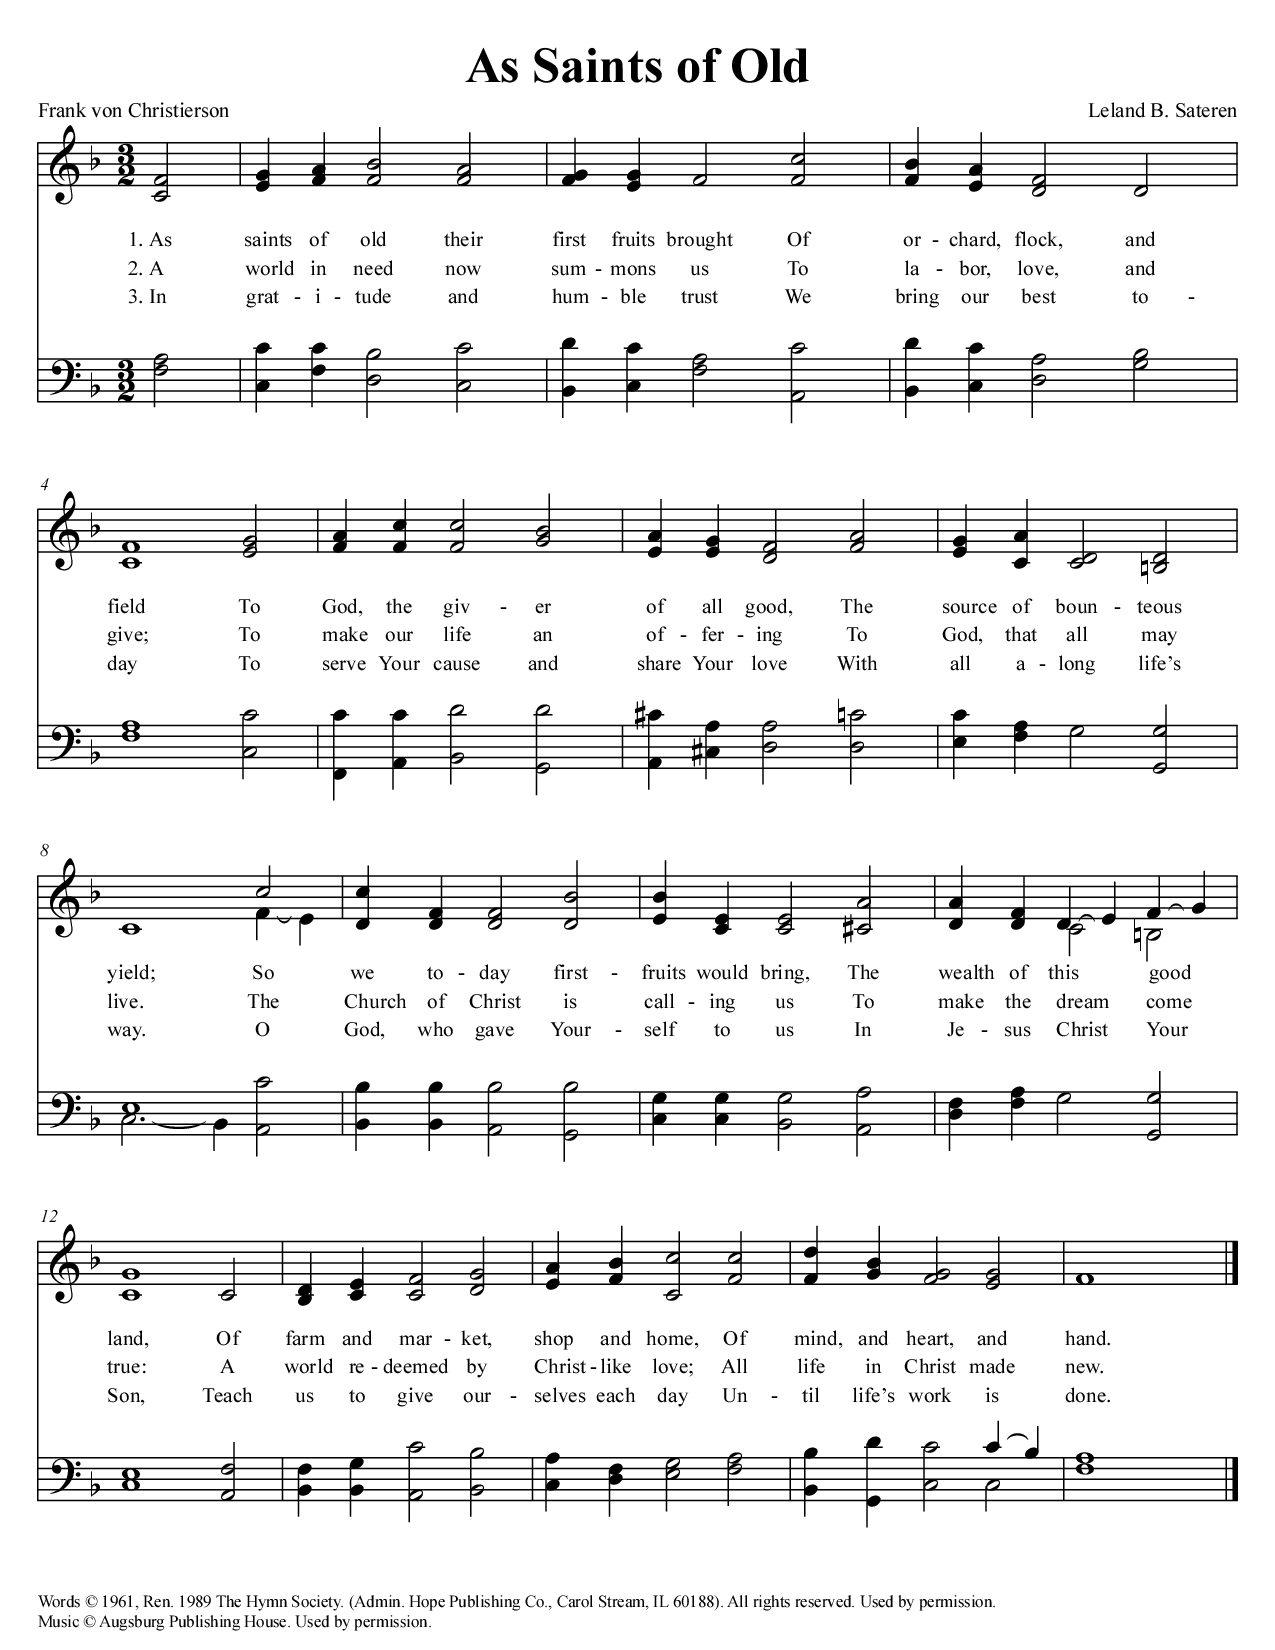 As Saints of Old
Frank von Christierson
Leland B. Sateren
1. As saints of old their first fruits brought Of or - chard, flock, and
2. A world in need now sum - mons us To la - bor, love, and
3. In grat - i - tude and hum - ble trust We bring our best to -
4
field To God, the giv - er of all good, The source of boun - teous
give; To make our life an of - fer - ing To God, that all may
day To serve Your cause and share Your love With all a - long life's
8
yield; So we to - day first - fruits would bring, The wealth of this good
live. The Church of Christ is call - ing us To make the dream come
way. O God, who gave Your - self to us In Je - sus Christ Your
12
land, Of farm and mar - ket, shop and home, Of mind, and heart, and hand.
true: A world re - deemed by Christ - like love; All life in Christ made new.
Son, Teach us to give our - selves each day Un - til life's work is done.
Words © 1961, Ren. 1989 The Hymn Society. (Admin. Hope Publishing Co., Carol Stream, IL 60188). All rights reserved. Used by permission.
Music © Augsburg Publishing House. Used by permission.